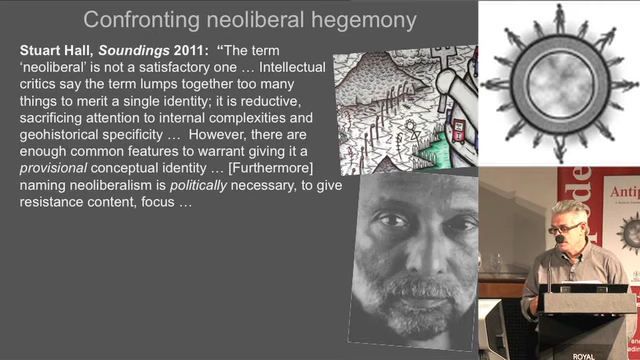 Confronting neoliberal hegemony
Stuart Hall, Soundings 2011: “The term
‘neoliberal’ is not a satisfactory one … Intellectual
critics say the term lumps together too many
things to merit a single identity; it is reductive,
sacrificing attention to internal complexities and
geohistorical specificity … However, there are
enough common features to warrant giving it a
provisional conceptual identity … [Furthermore]
naming neoliberalism is politically necessary, to give
resistance content, focus …
Antip
ROYAL